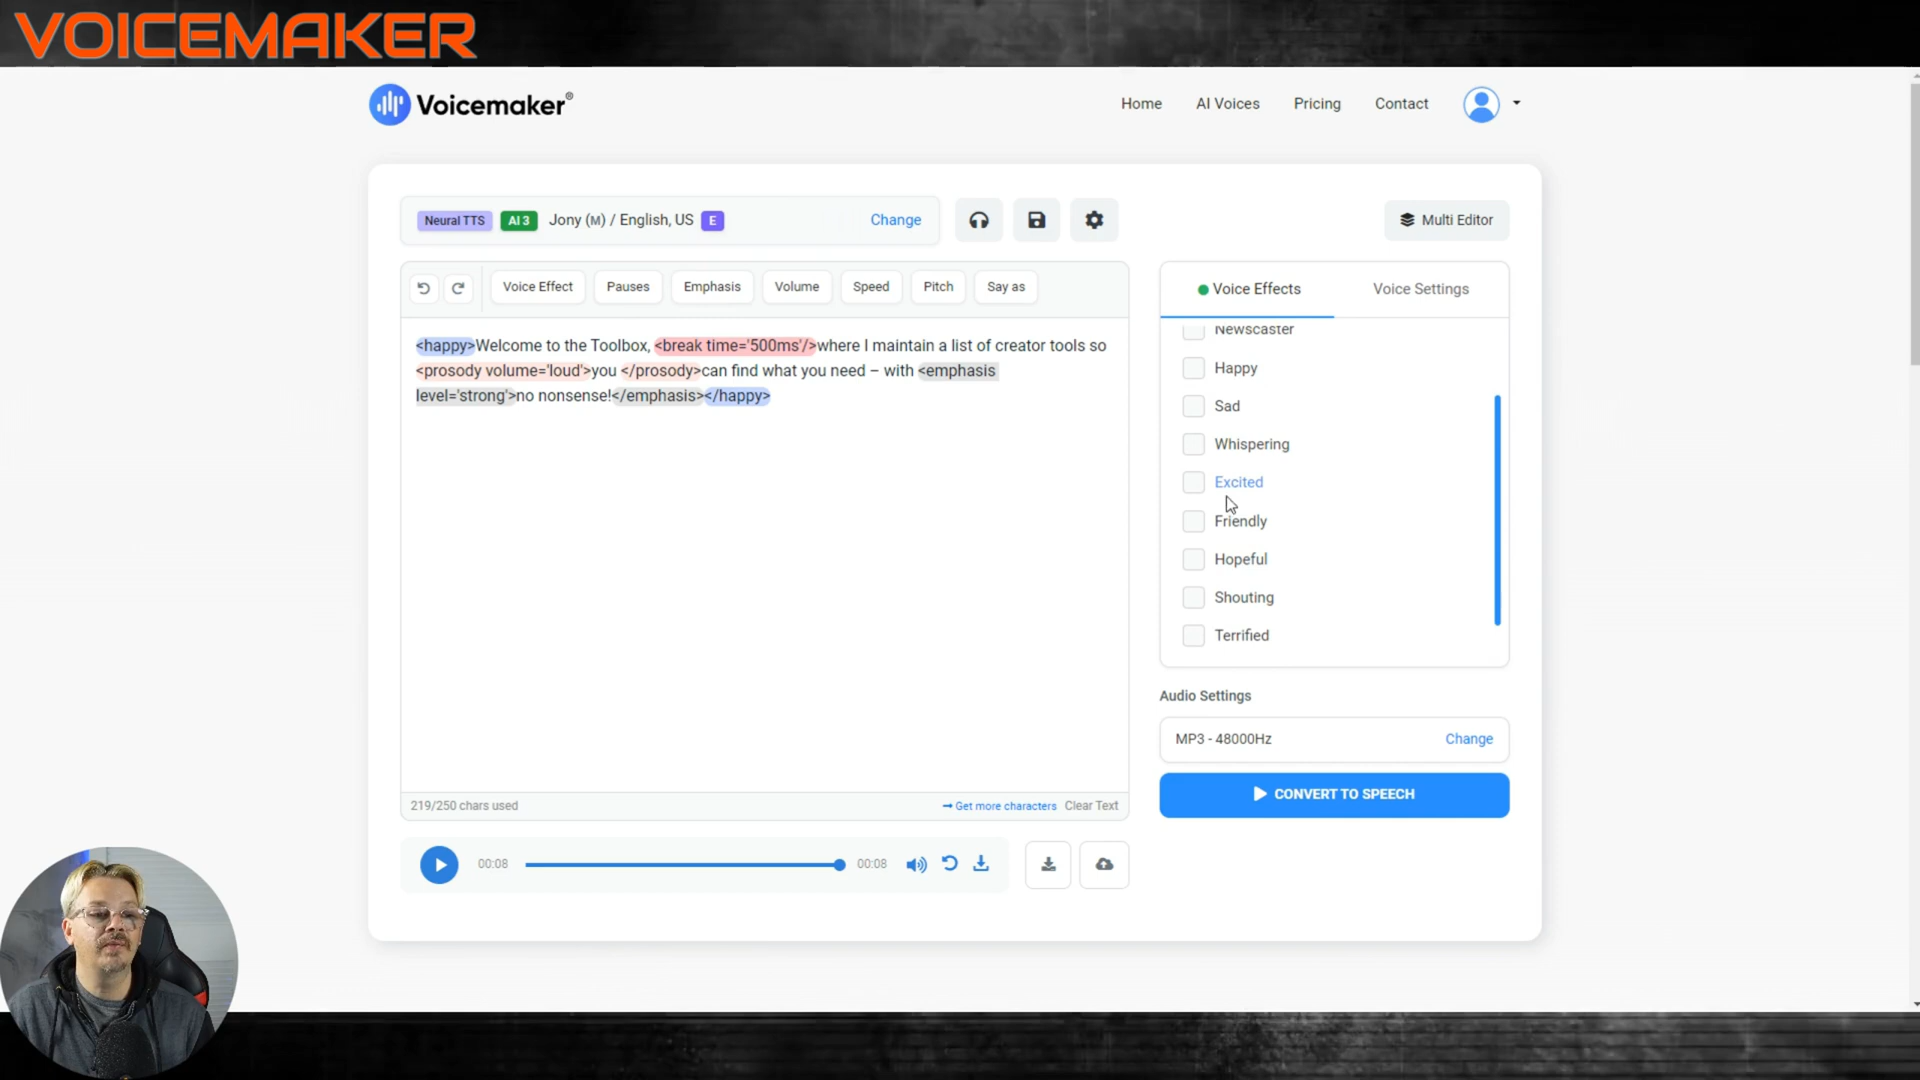 VOICEMAKER
Voicemaker®
Home AI Voices Pricing Contact
Neural TTS AI 3 Jony (M) / English, US E Change
Multi Editor
Voice Effect Pauses Emphasis Volume Speed Pitch Say as
<happy>Welcome to the Toolbox, <break time='500ms'/>where I maintain a list of creator tools so
<prosody volume='loud'>you </prosody>can find what you need – with <emphasis
level='strong'>no nonsense!</emphasis></happy>
219/250 chars used
Get more characters Clear Text
00:08 00:08
Voice Effects Voice Settings
Newscaster
Happy
Sad
Whispering
Excited
Friendly
Hopeful
Shouting
Terrified
Audio Settings
MP3 - 48000Hz Change
CONVERT TO SPEECH